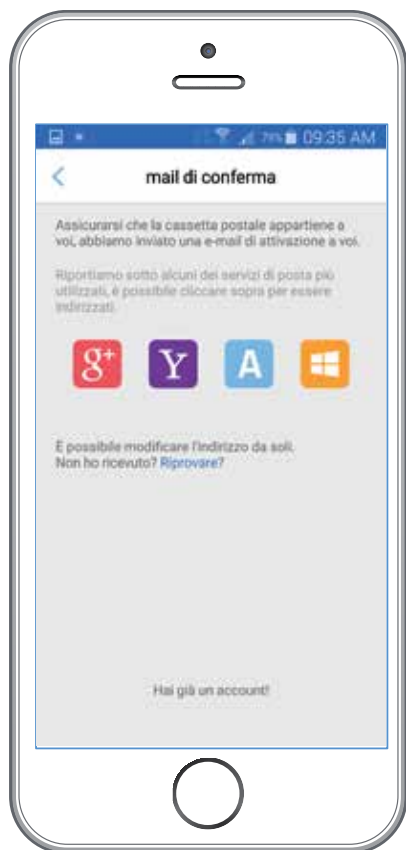 79% 09:35 AM
mail di conferma
Assicurarsi che la cassetta postale appartiene a
voi, abbiamo inviato una e-mail di attivazione a voi.
Riportiamo sotto alcuni dei servizi di posta più
utilizzati, è possibile cliccare sopra per essere
indirizzati.
g+ Y A
È possibile modificare l'indirizzo da soli.
Non ho ricevuto? Riprovare?
Hai già un account!